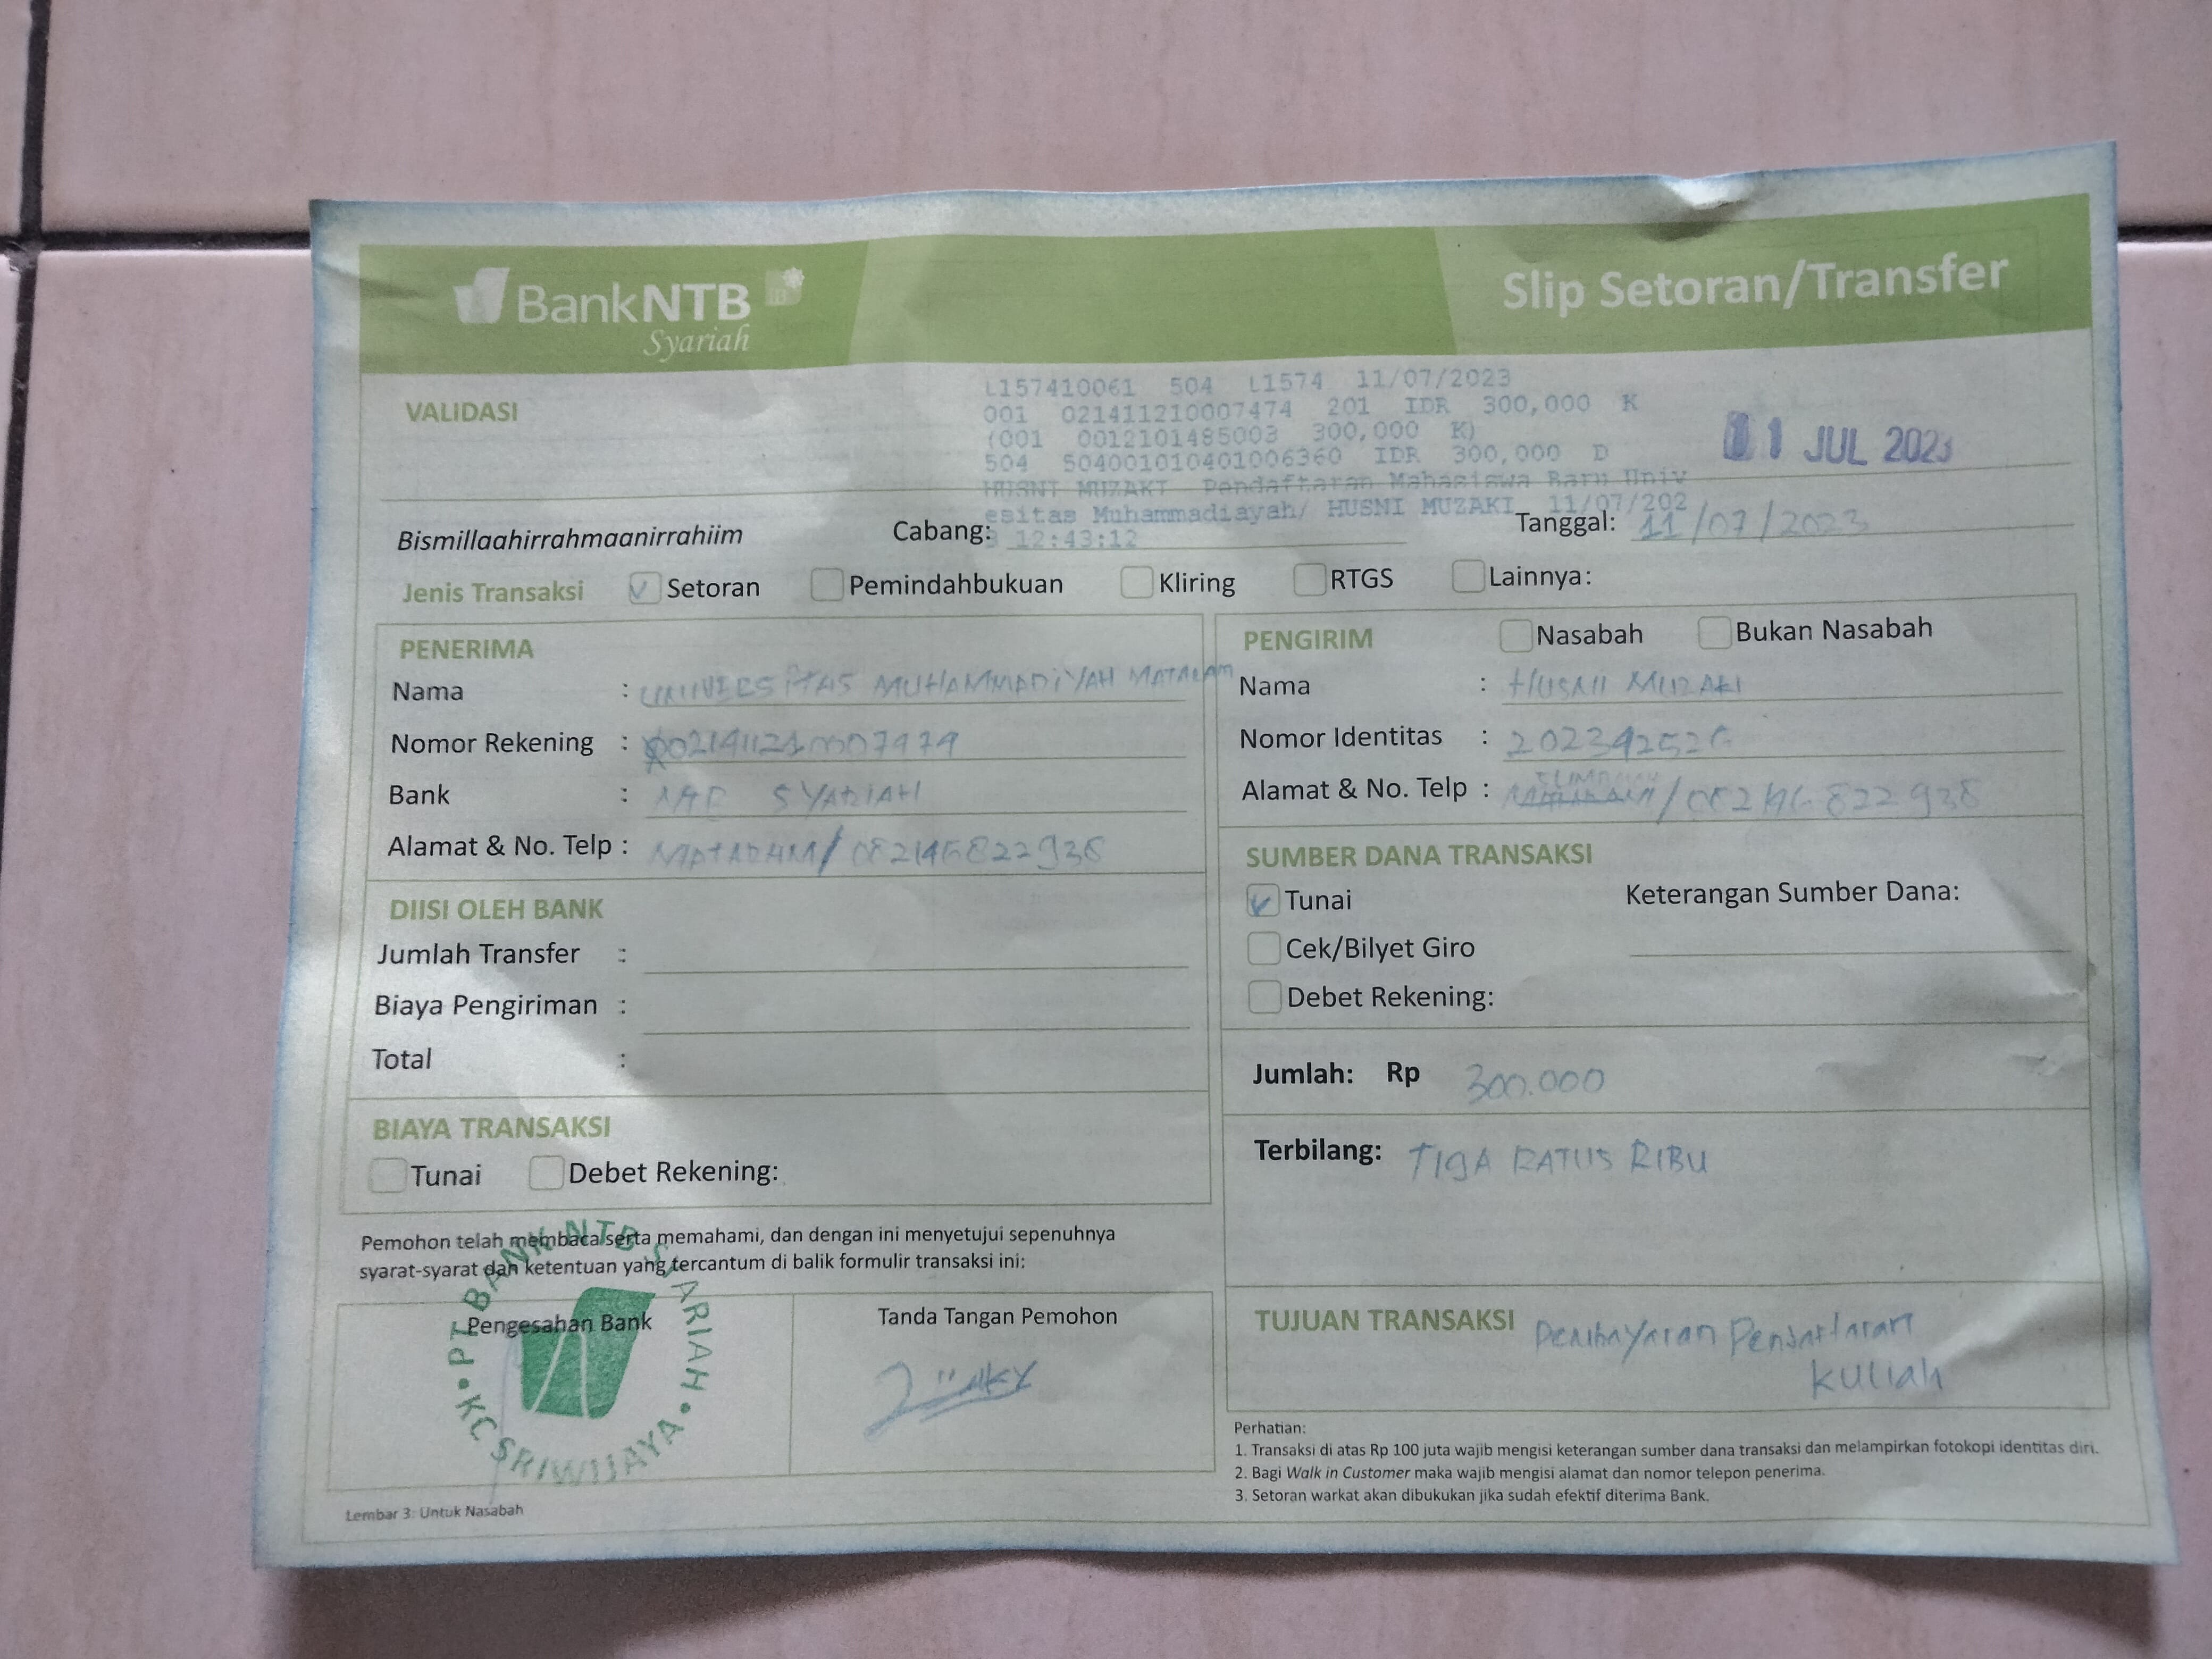 BankNTB
Syariah
Slip Setoran/Transfer
VALIDASI
L157410061 504 L1574 11/07/2023
001 021411210007474 201 IDR 300,000 K
(001 0012101485003 300,000 K)
504 504001010401006360 IDR 300,000 D
HUSNI MUZAKI Pendaftaran Mahasiswa Baru Univ
esitas Muhammadiayah/ HUSNI MUZAKI 11/07/202
3 12:43:12
11 JUL 2023
Bismillaahirrahmaanirrahiim
Cabang:
Tanggal: 11/07/2023
Jenis Transaksi Setoran Pemindahbukuan Kliring RTGS Lainnya:
PENERIMA
Nama : UNIVERSITAS MUHAMMADIYAH MATARAM
Nomor Rekening :
Bank : SYARIAH
Alamat & No. Telp : MATARAM/082146822938
DIISI OLEH BANK
Jumlah Transfer :
Biaya Pengiriman :
Total :
BIAYA TRANSAKSI
Tunai Debet Rekening:
PENGIRIM Nasabah Bukan Nasabah
Nama : HUSNI MUZAKI
Nomor Identitas :
Alamat & No. Telp : /082146822938
SUMBER DANA TRANSAKSI
Tunai Keterangan Sumber Dana:
Cek/Bilyet Giro
Debet Rekening:
Jumlah: Rp 300.000
Terbilang: TIGA RATUS RIBU
Pemohon telah membaca serta memahami, dan dengan ini menyetujui sepenuhnya
syarat-syarat dan ketentuan yang tercantum di balik formulir transaksi ini:
Pengesahan Bank
PT BANK NTB SYARIAH • KC SRIWIJAYA •
Tanda Tangan Pemohon
TUJUAN TRANSAKSI Pembayaran Pendaftaran
kuliah
Perhatian:
1. Transaksi di atas Rp 100 juta wajib mengisi keterangan sumber dana transaksi dan melampirkan fotokopi identitas diri.
2. Bagi Walk in Customer maka wajib mengisi alamat dan nomor telepon penerima.
3. Setoran warkat akan dibukukan jika sudah efektif diterima Bank.
Lembar 3: Untuk Nasabah